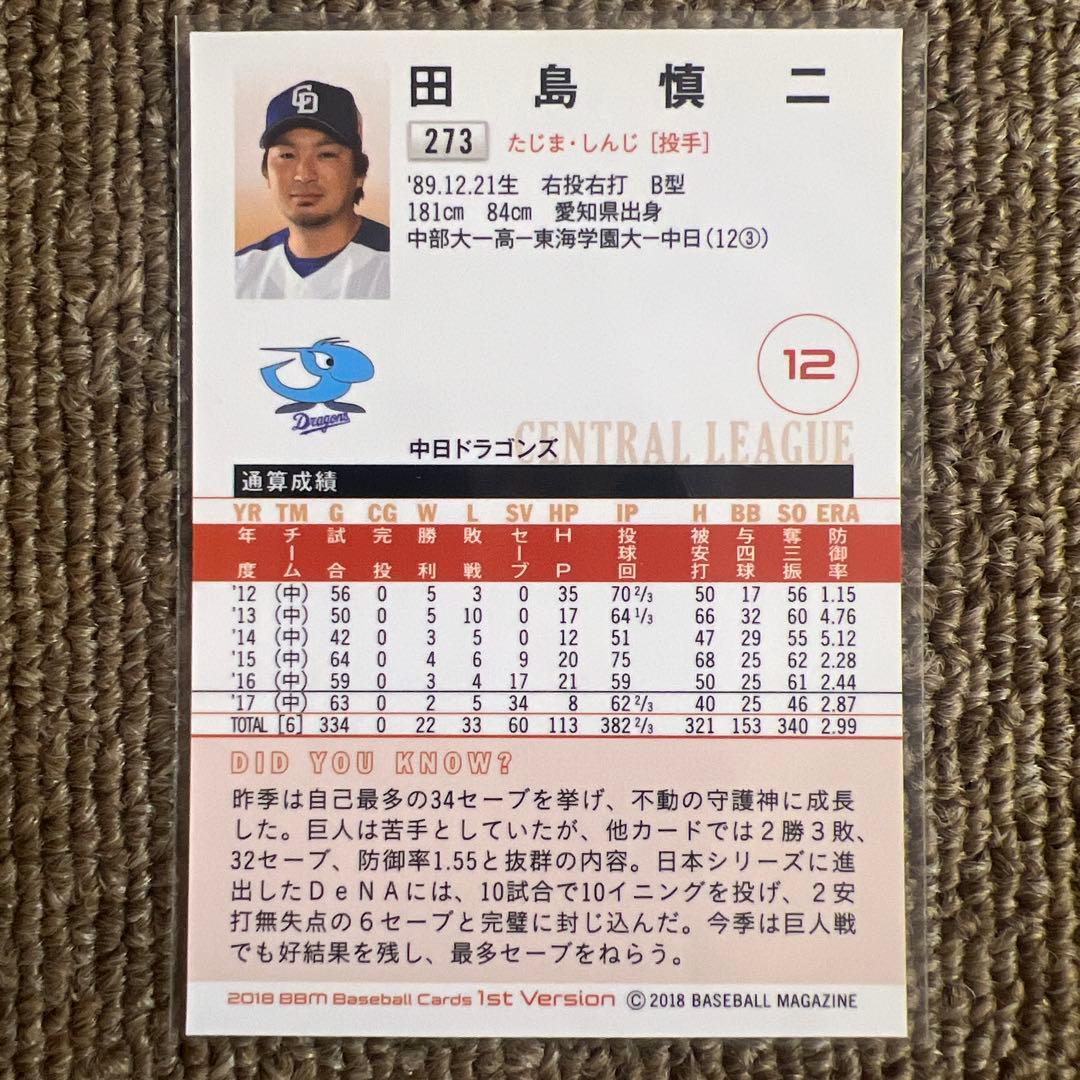 田島慎二
273 たじま・しんじ [投手]
'89.12.21生 右投右打 B型
181cm 84cm 愛知県出身
中部大一高ー東海学園大ー中日(12③)
CD
12
Dragons
CENTRAL LEAGUE
中日ドラゴンズ
通算成績
YR TM G CG W L SV HP IP H BB SO ERA
年度 チーム 試合 完投 勝利 敗戦 セーブ HP 投球回 被安打 与四球 奪三振 防御率
'12 (中) 56 0 5 3 0 35 70 2/3 50 17 56 1.15
'13 (中) 50 0 5 10 0 17 64 1/3 66 32 60 4.76
'14 (中) 42 0 3 5 0 12 51 47 29 55 5.12
'15 (中) 64 0 4 6 9 20 75 68 25 62 2.28
'16 (中) 59 0 3 4 17 21 59 50 25 61 2.44
'17 (中) 63 0 2 5 34 8 62 2/3 40 25 46 2.87
TOTAL [6] 334 0 22 33 60 113 382 2/3 321 153 340 2.99
DID YOU KNOW?
昨季は自己最多の34セーブを挙げ、不動の守護神に成長
した。巨人は苦手としていたが、他カードでは２勝３敗、
32セーブ、防御率1.55と抜群の内容。日本シリーズに進
出したＤｅＮＡには、10試合で10イニングを投げ、２安
打無失点の６セーブと完璧に封じ込んだ。今季は巨人戦
でも好結果を残し、最多セーブをねらう。
2018 BBM Baseball Cards 1st Version © 2018 BASEBALL MAGAZINE